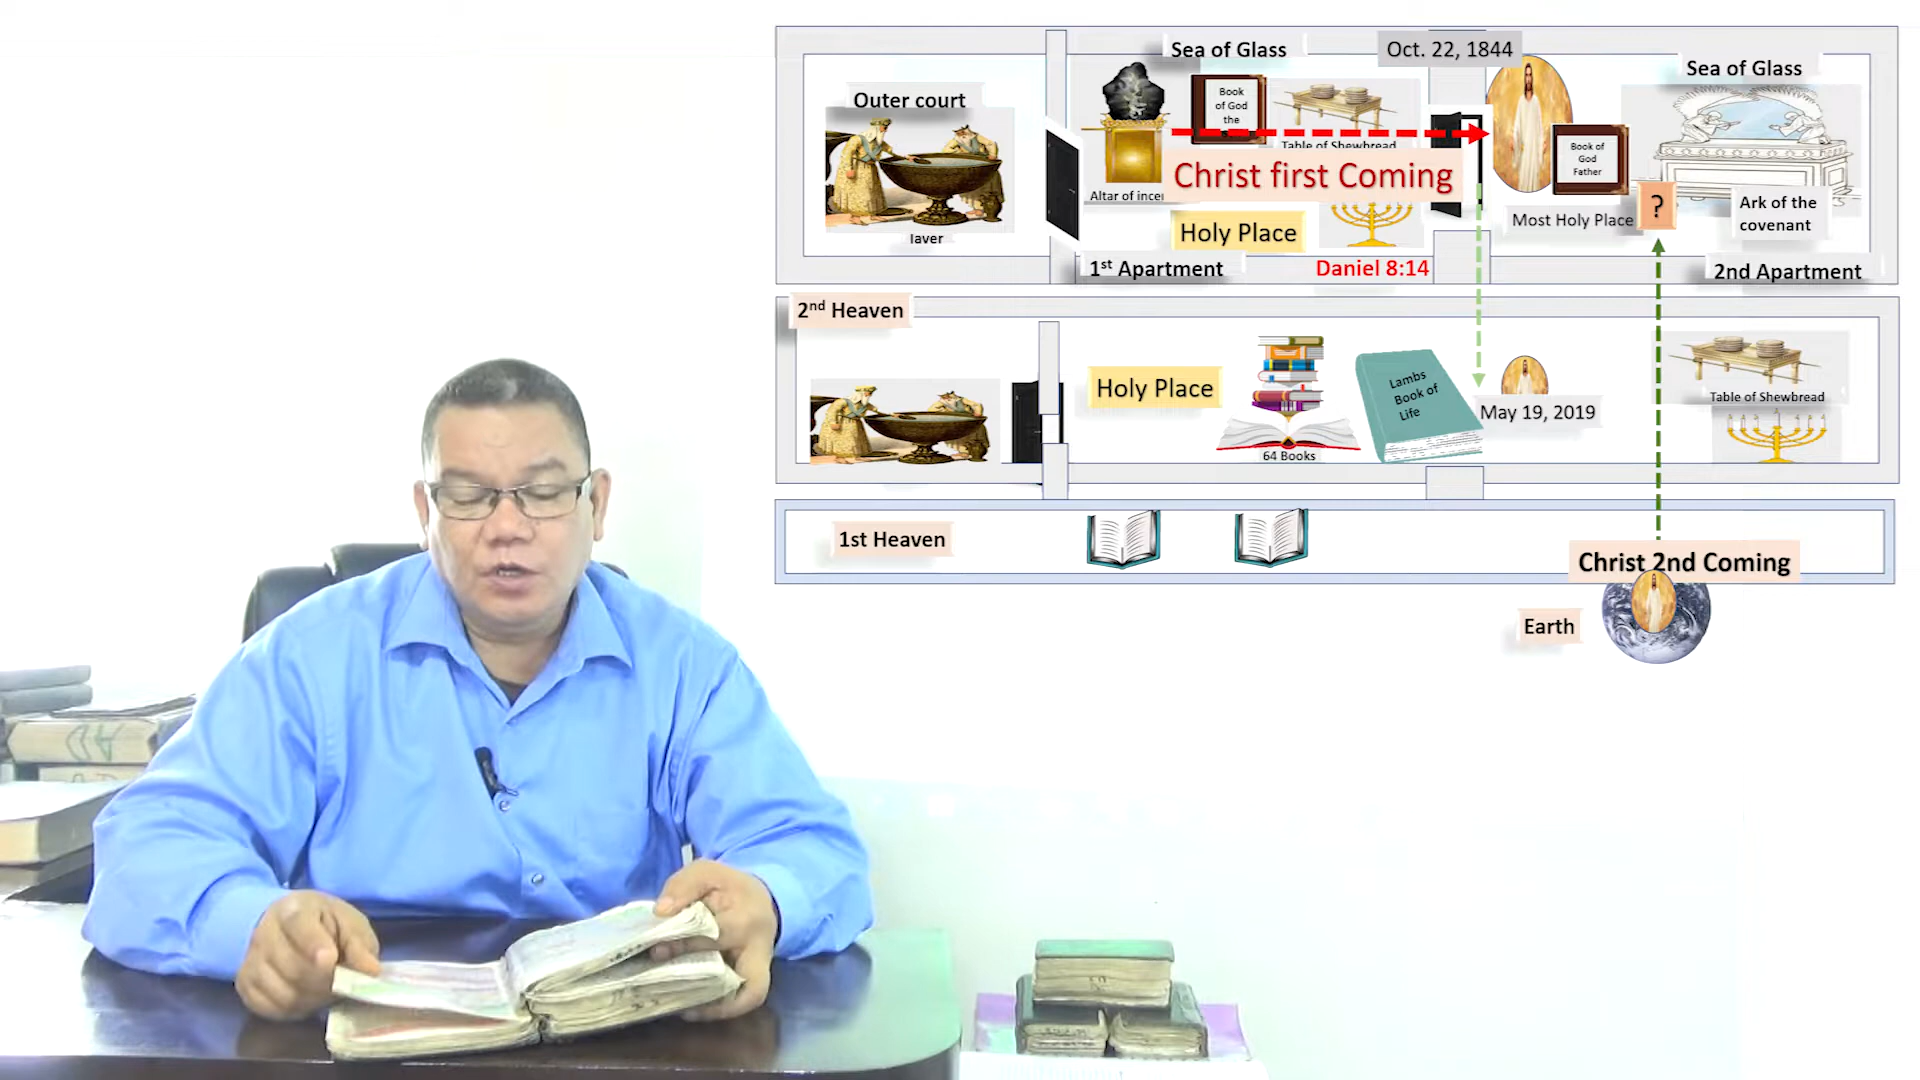 Sea of Glass
Oct. 22, 1844
Sea of Glass
Outer court
Book
of God
the
Table of Shewbread
Book of
God
Father
Christ first Coming
Altar of incen
?
Ark of the
covenant
Most Holy Place
laver
Holy Place
1st Apartment
Daniel 8:14
2nd Apartment
2nd Heaven
Holy Place
Lambs
Book of
Life
May 19, 2019
Table of Shewbread
64 Books
1st Heaven
Christ 2nd Coming
Earth